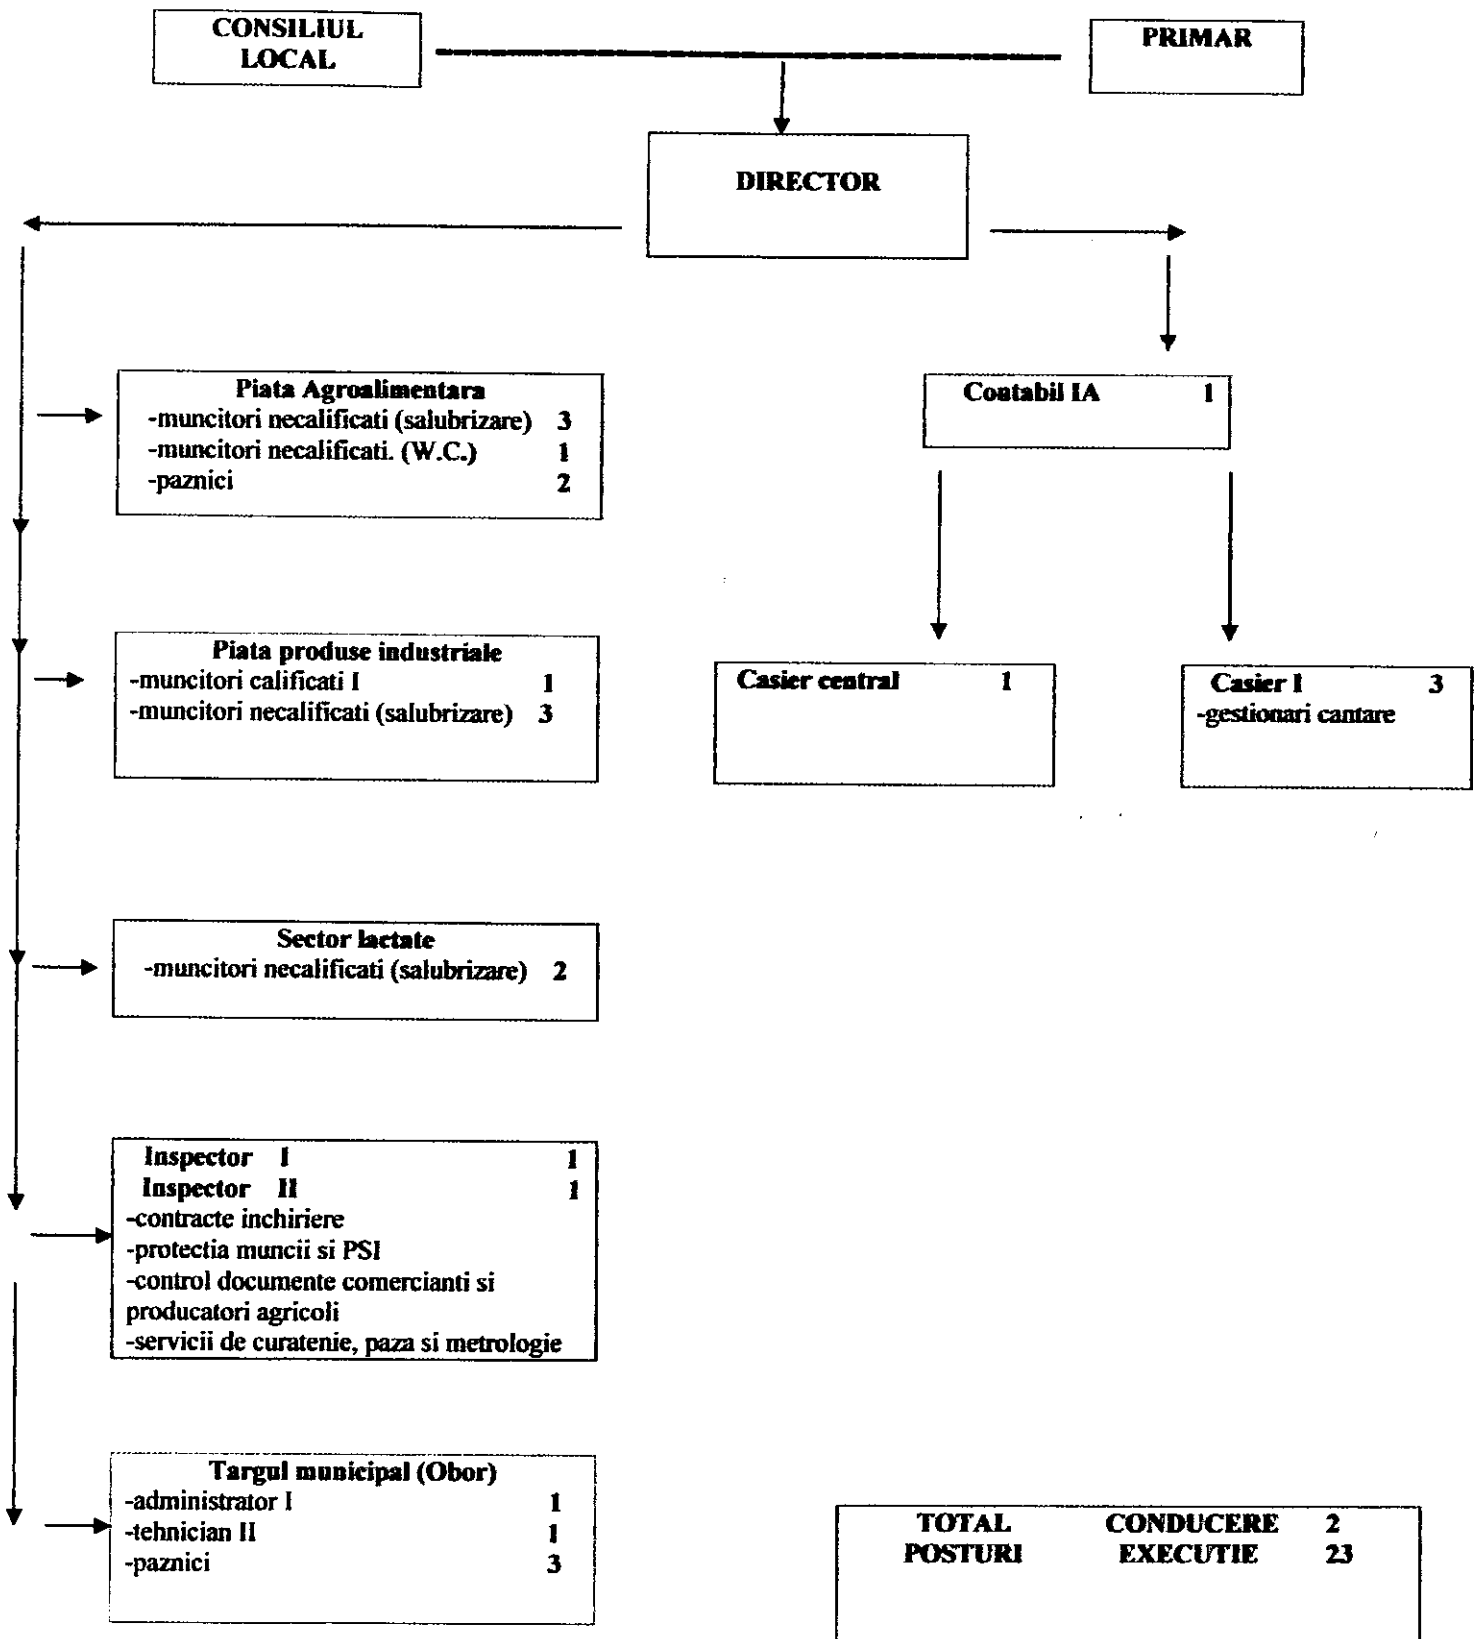 CONSILIUL
LOCAL
PRIMAR
DIRECTOR
Piata Agroalimentara
-muncitori necalificati (salubrizare) 3
-muncitori necalificati. (W.C.) 1
-paznici 2
Contabil IA 1
Piata produse industriale
-muncitori calificati I 1
-muncitori necalificati (salubrizare) 3
Casier central 1
Casier I 3
-gestionari cantare
Sector lactate
-muncitori necalificati (salubrizare) 2
Inspector I 1
Inspector II 1
-contracte inchiriere
-protectia muncii si PSI
-control documente comercianti si
producatori agricoli
-servicii de curatenie, paza si metrologie
Targul municipal (Obor)
-administrator I 1
-tehnician II 1
-paznici 3
TOTAL CONDUCERE 2
POSTURI EXECUTIE 23